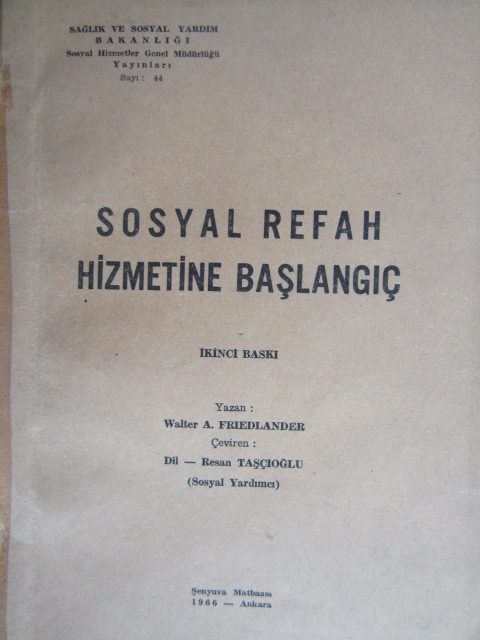 SAĞLIK VE SOSYAL YARDIM
BAKANLIĞI
Sosyal Hizmetler Genel Müdürlüğü
Yayınları
Sayı : 44
SOSYAL REFAH
HİZMETİNE BAŞLANGIÇ
İKİNCİ BASKI
Yazan :
Walter A. FRIEDLANDER
Çeviren :
Dil — Resan TAŞÇIOĞLU
(Sosyal Yardımcı)
Şenyuva Matbaası
1966 — Ankara